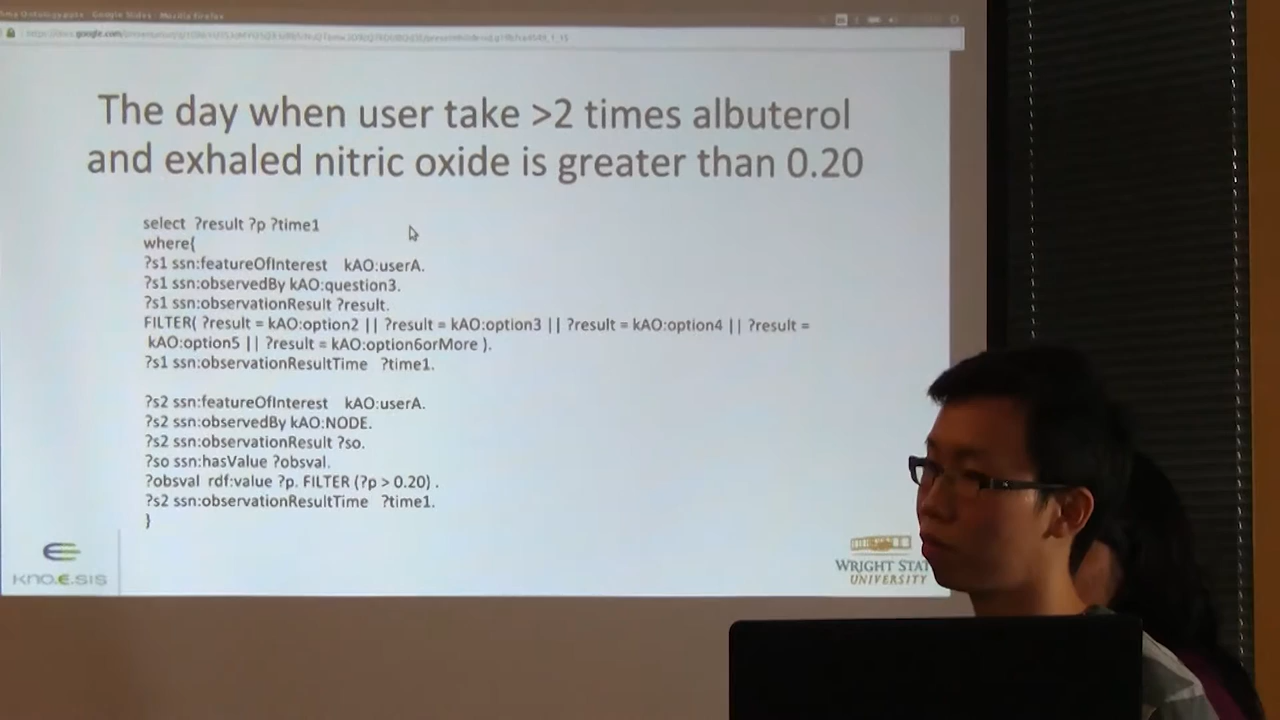 The day when user take >2 times albuterol
and exhaled nitric oxide is greater than 0.20
select ?result ?p ?time1
where{
?s1 ssn:featureOfInterest kAO:userA.
?s1 ssn:observedBy kAO:question3.
?s1 ssn:observationResult ?result.
FILTER( ?result = kAO:option2 || ?result = kAO:option3 || ?result = kAO:option4 || ?result =
kAO:option5 || ?result = kAO:option6orMore ).
?s1 ssn:observationResultTime ?time1.
?s2 ssn:featureOfInterest kAO:userA.
?s2 ssn:observedBy kAO:NODE.
?s2 ssn:observationResult ?so.
?so ssn:hasValue ?obsval.
?obsval rdf:value ?p. FILTER (?p > 0.20) .
?s2 ssn:observationResultTime ?time1.
}
kno.e.sis
WRIGHT STAT
UNIVERSITY